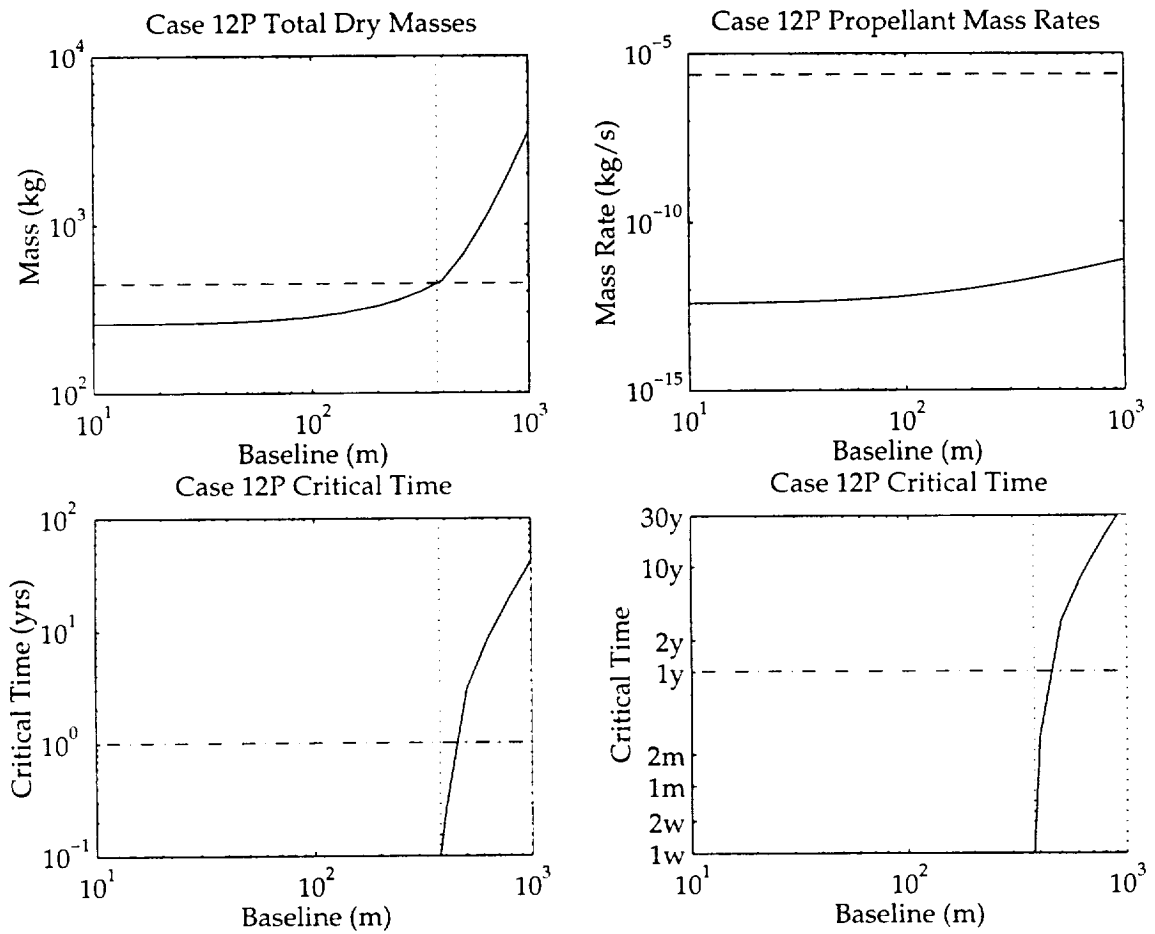 Case 12P Total Dry Masses
10^4
10^3
10^2
Mass (kg)
10^1
10^2
10^3
Baseline (m)
Case 12P Propellant Mass Rates
10^-5
10^-10
10^-15
Mass Rate (kg/s)
10^1
10^2
10^3
Baseline (m)
Case 12P Critical Time
10^2
10^1
10^0
10^-1
Critical Time (yrs)
10^1
10^2
10^3
Baseline (m)
Case 12P Critical Time
30y
10y
2y
1y
2m
1m
2w
1w
Critical Time
10^1
10^2
10^3
Baseline (m)